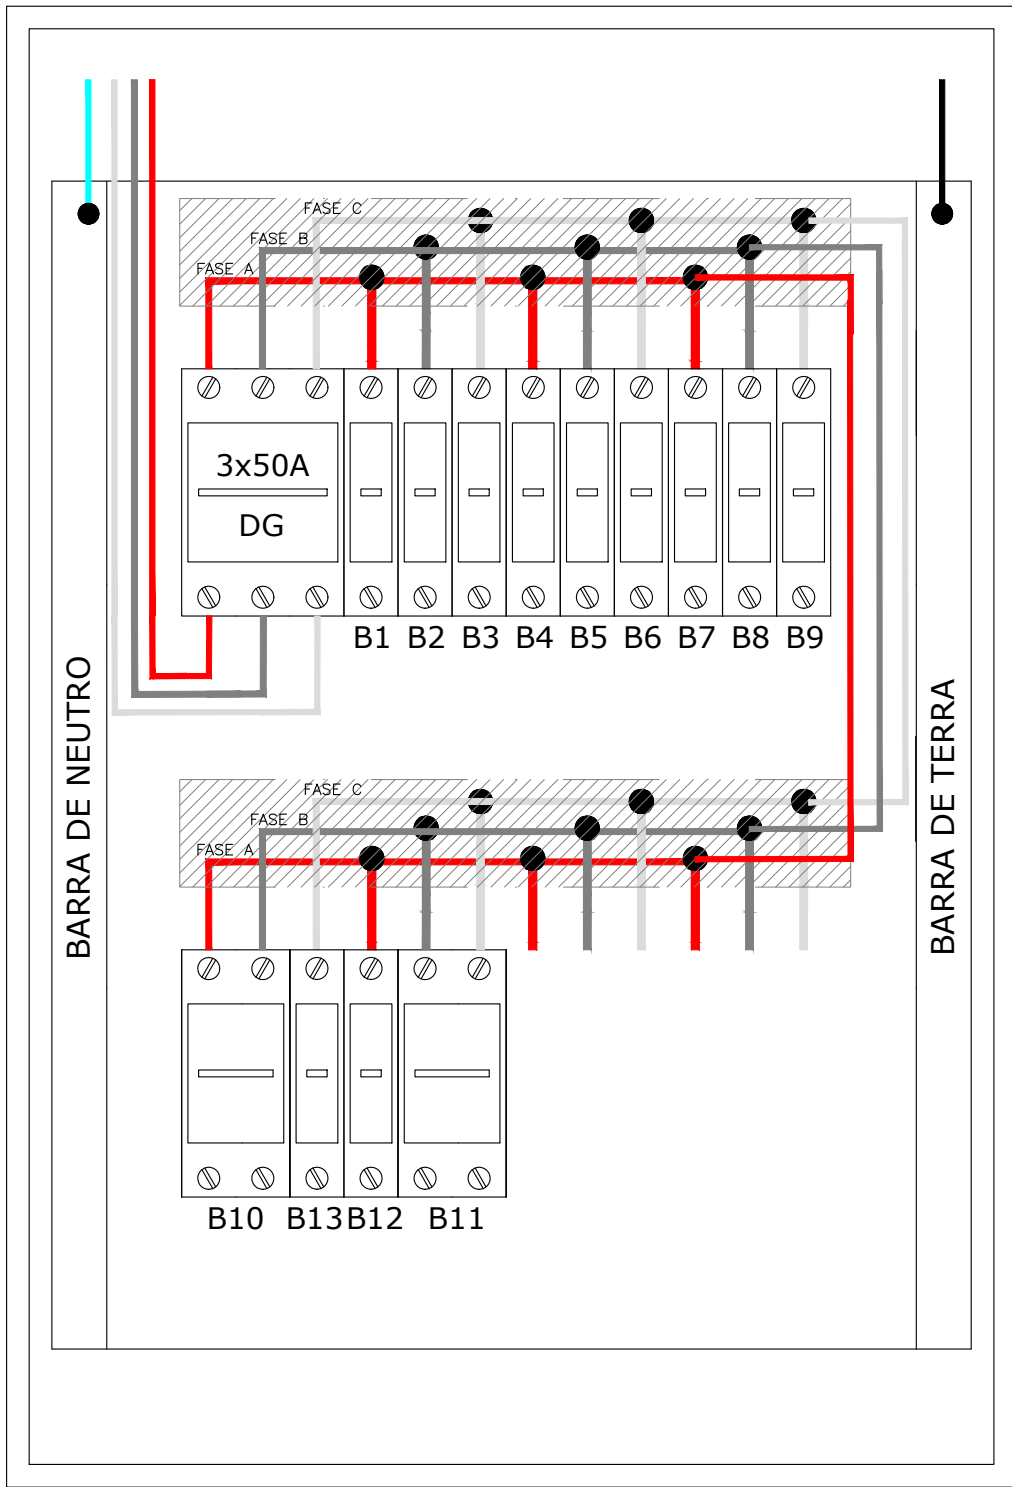 FASE C
FASE B
FASE A
3x50A
DG
B1 B2 B3 B4 B5 B6 B7 B8 B9
BARRA DE NEUTRO
BARRA DE TERRA
FASE C
FASE B
FASE A
B10 B13 B12 B11